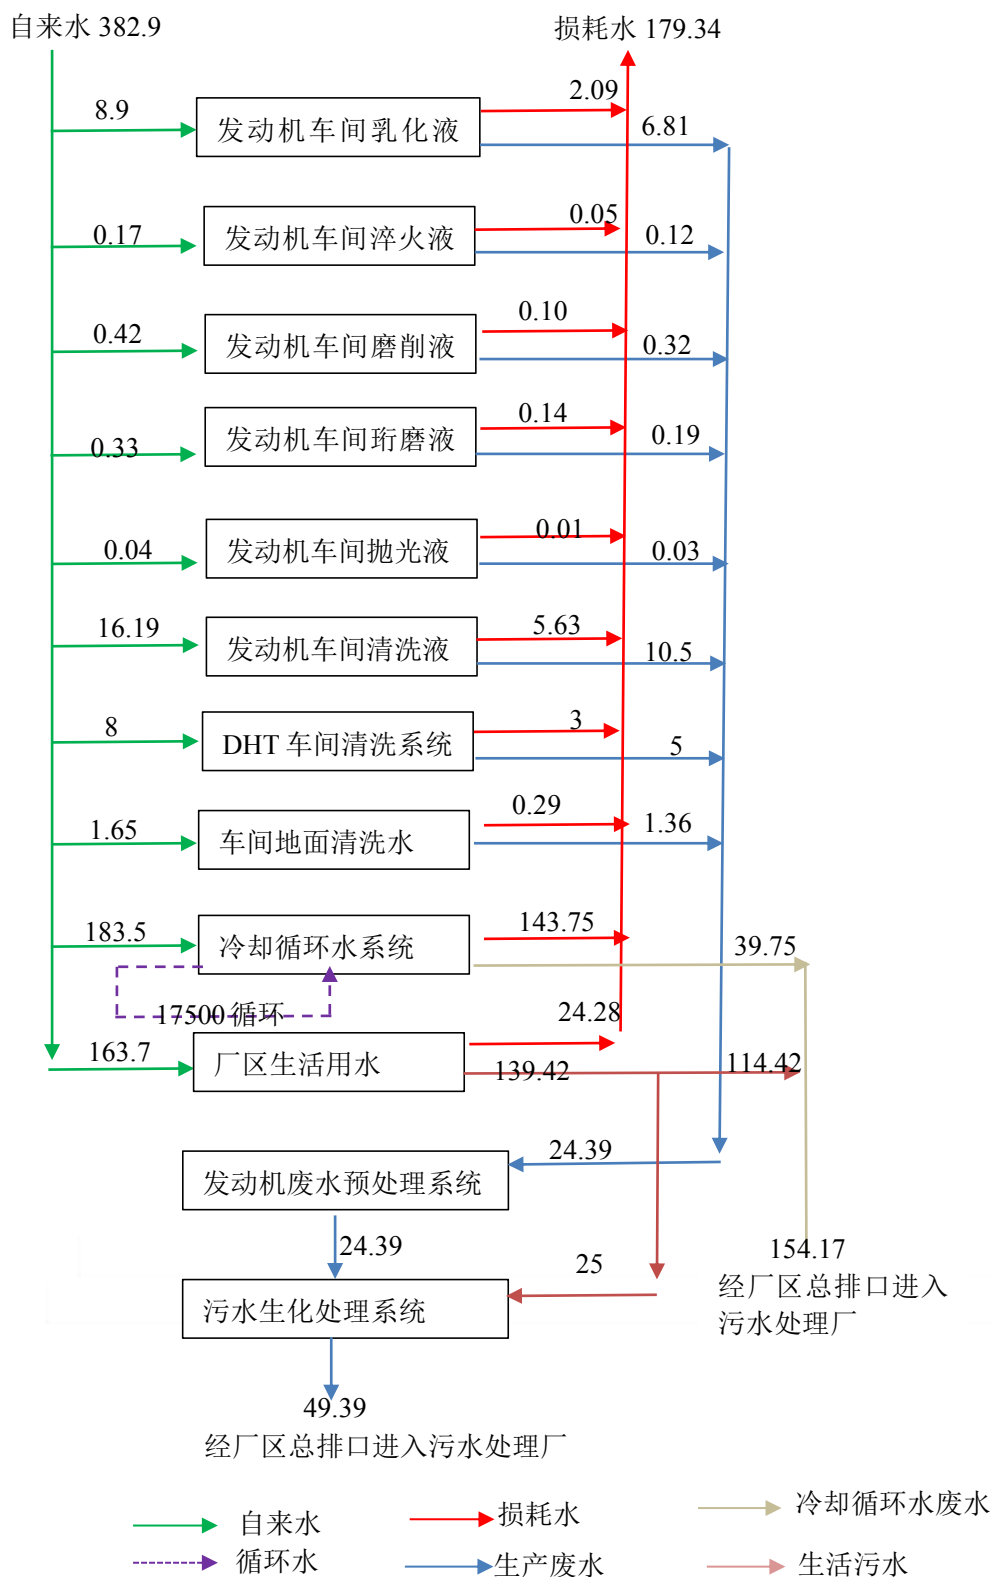 自来水 382.9
损耗水 179.34
8.9
发动机车间乳化液
2.09
6.81
0.17
发动机车间淬火液
0.05
0.12
0.42
发动机车间磨削液
0.10
0.32
0.33
发动机车间珩磨液
0.14
0.19
0.04
发动机车间抛光液
0.01
0.03
16.19
发动机车间清洗液
5.63
10.5
8
DHT 车间清洗系统
3
5
1.65
车间地面清洗水
0.29
1.36
183.5
冷却循环水系统
143.75
39.75
17500 循环
24.28
163.7
厂区生活用水
139.42
114.42
24.39
发动机废水预处理系统
24.39
154.17
经厂区总排口进入
污水处理厂
25
污水生化处理系统
49.39
经厂区总排口进入污水处理厂
自来水
损耗水
冷却循环水废水
循环水
生产废水
生活污水